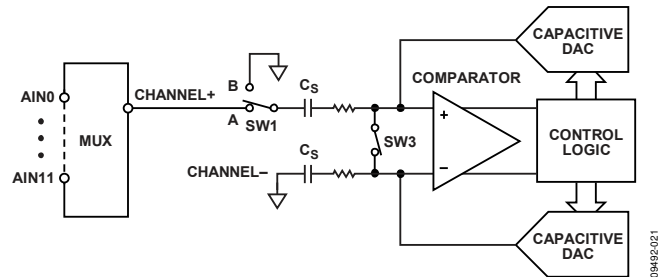 CAPACITIVE
DAC
COMPARATOR
B
CHANNEL+
CS
AIN0
A
SW1
+
MUX
SW3
CONTROL
LOGIC
CS
–
AIN11
CHANNEL–
CAPACITIVE
DAC
09492-021